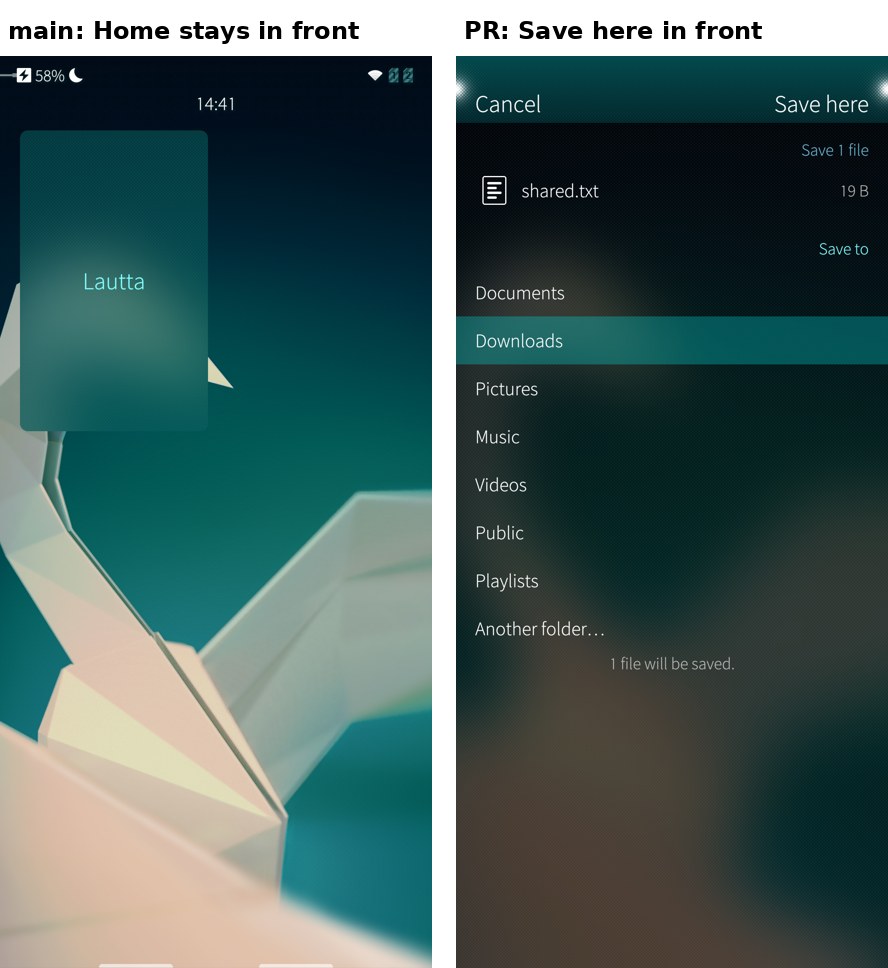 main: Home stays in front
58%
14:41
Lautta
PR: Save here in front
Cancel
Save here
Save 1 file
shared.txt
19 B
Save to
Documents
Downloads
Pictures
Music
Videos
Public
Playlists
Another folder…
1 file will be saved.